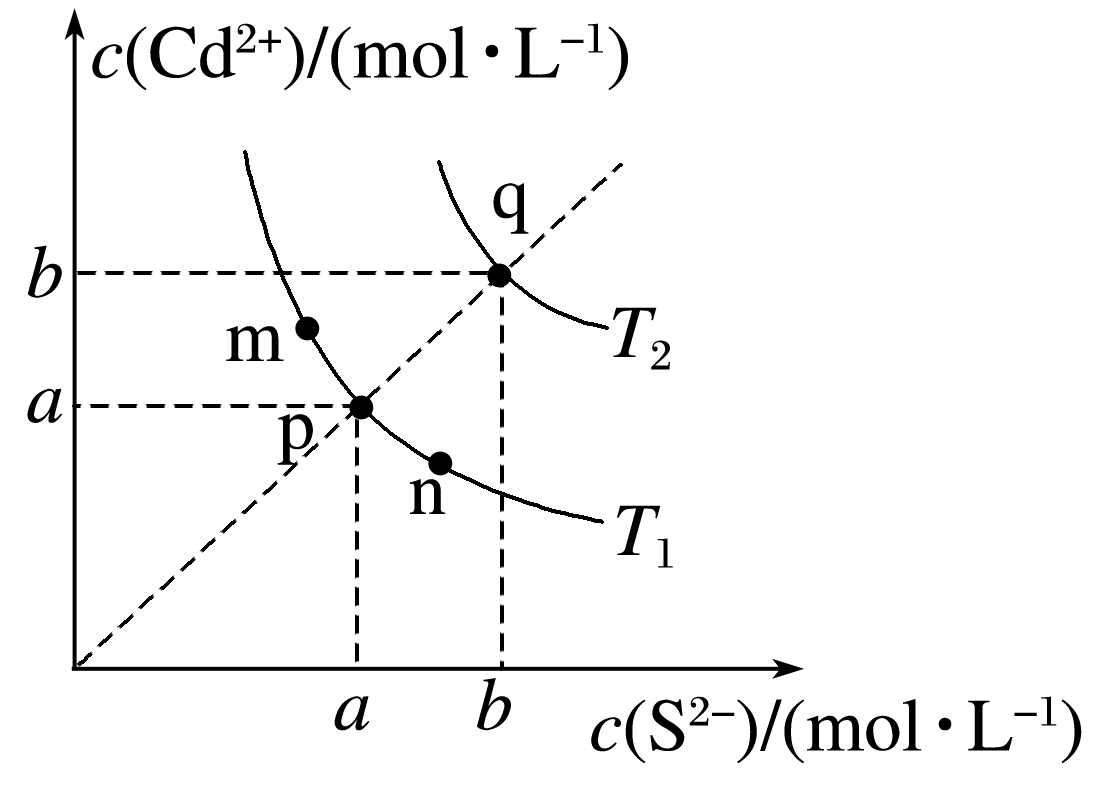 c(Cd²⁺)/(mol·L⁻¹)
q
b
m
T₂
a
p
n
T₁
a b
c(S²⁻)/(mol·L⁻¹)